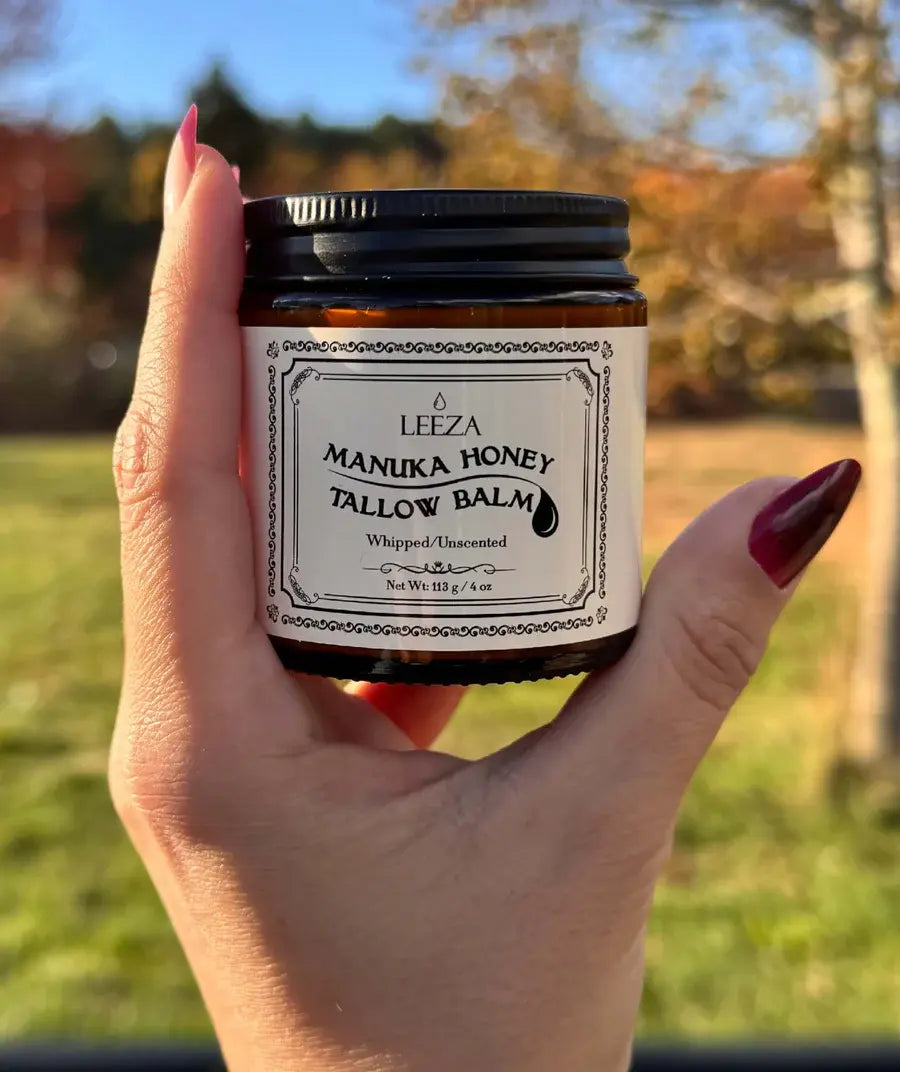 LEEZA
MANUKA HONEY
TALLOW BALM
Whipped/Unscented
Net Wt: 113 g / 4 oz